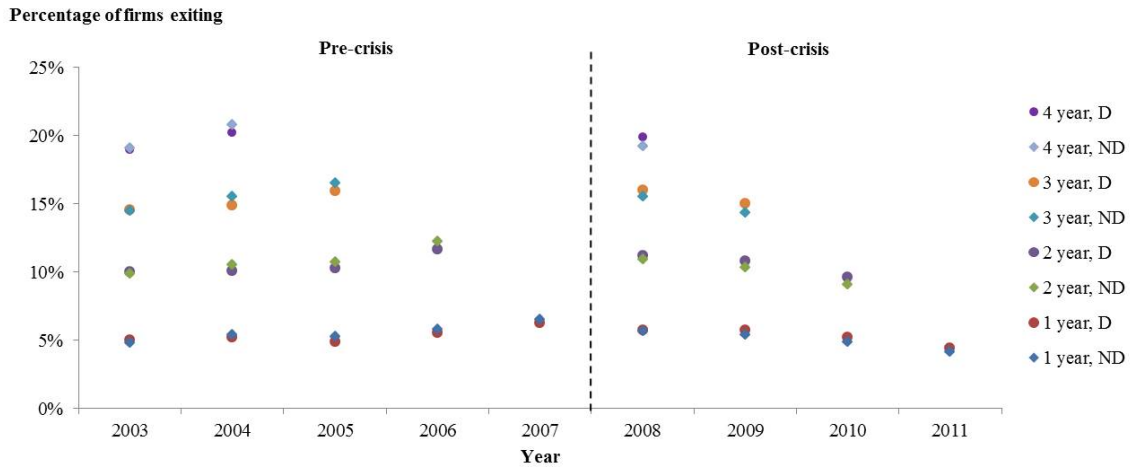 Percentage of firms exiting
Pre-crisis
Post-crisis
25%
20%
15%
10%
5%
0%
2003 2004 2005 2006 2007 2008 2009 2010 2011
Year
4 year, D
4 year, ND
3 year, D
3 year, ND
2 year, D
2 year, ND
1 year, D
1 year, ND